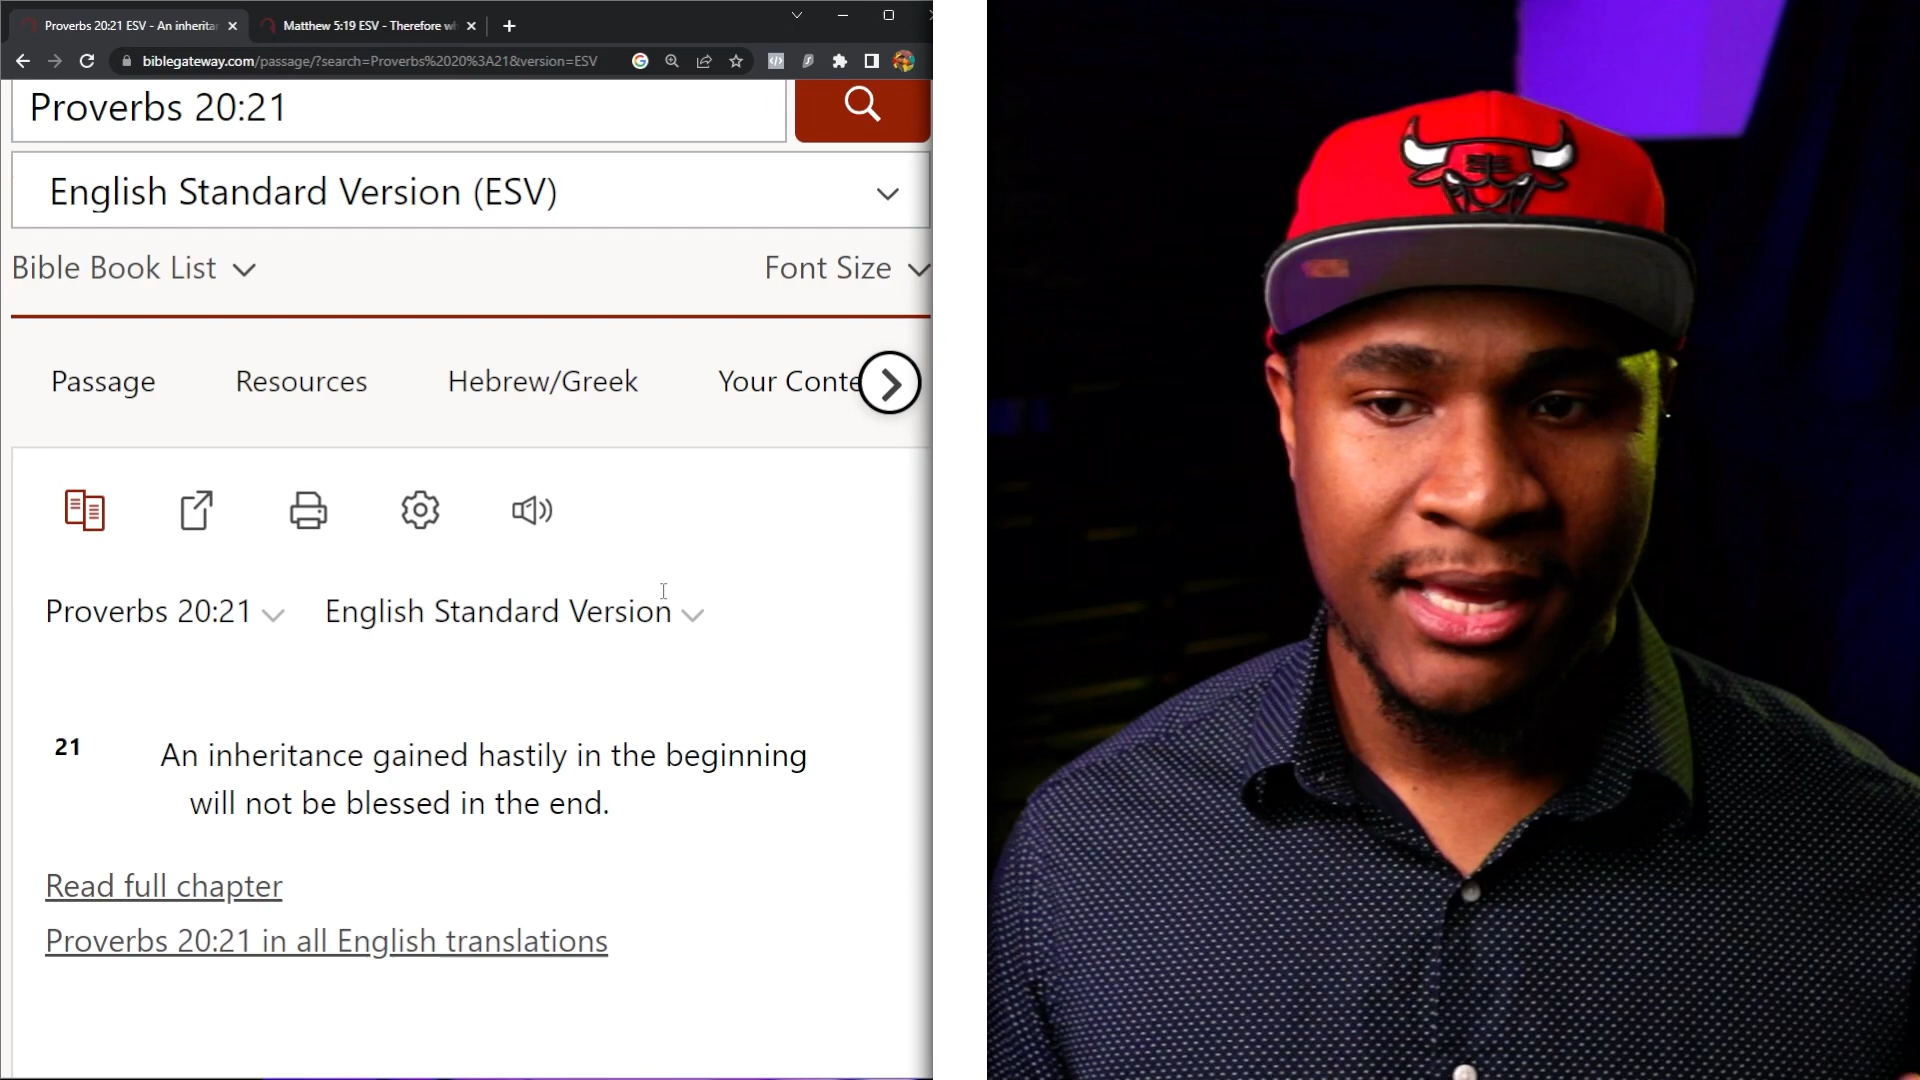 Proverbs 20:21 ESV - An inherita
Matthew 5:19 ESV - Therefore w
biblegateway.com/passage/?search=Proverbs%2020%3A21&version=ESV
Proverbs 20:21
English Standard Version (ESV)
Bible Book List
Font Size
Passage
Resources
Hebrew/Greek
Your Conte
Proverbs 20:21
English Standard Version
21 An inheritance gained hastily in the beginning
will not be blessed in the end.
Read full chapter
Proverbs 20:21 in all English translations